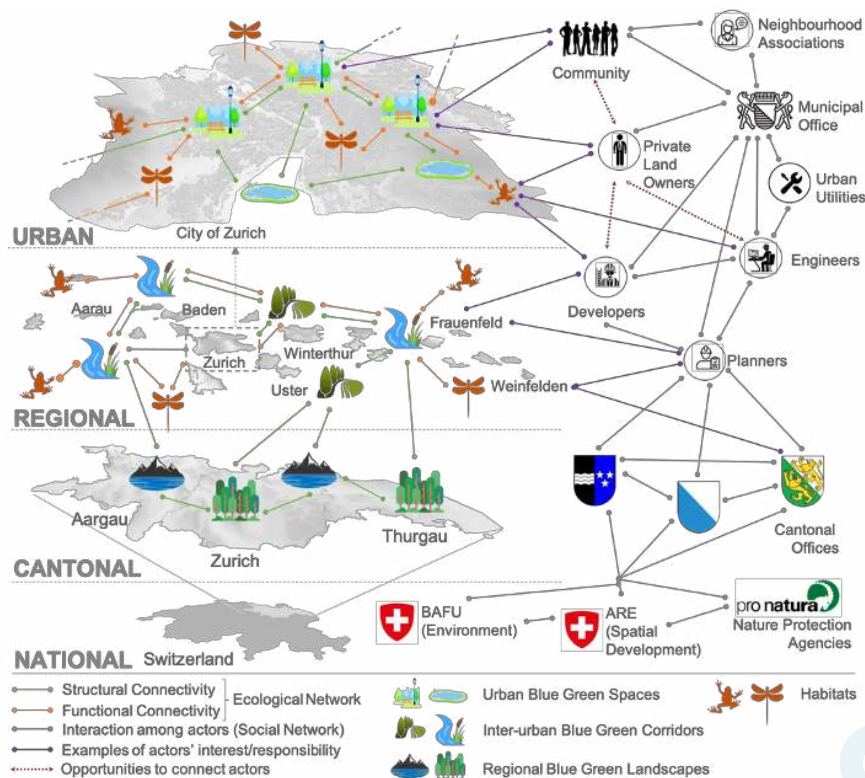 Community
Neighbourhood
Associations
Municipal
Office
Private
Land
Owners
Urban
Utilities
City of Zurich
URBAN
Engineers
Developers
Aarau
Baden
Frauenfeld
Zurich
Winterthur
Planners
Uster
Weinfelden
REGIONAL
Aargau
Zurich
Thurgau
Cantonal
Offices
CANTONAL
BAFU
(Environment)
ARE
(Spatial
Development)
pro natura
Nature Protection
Agencies
Switzerland
NATIONAL
Structural Connectivity
Functional Connectivity
Ecological Network
Interaction among actors (Social Network)
Examples of actors' interest/responsibility
Opportunities to connect actors
Urban Blue Green Spaces
Inter-urban Blue Green Corridors
Regional Blue Green Landscapes
Habitats